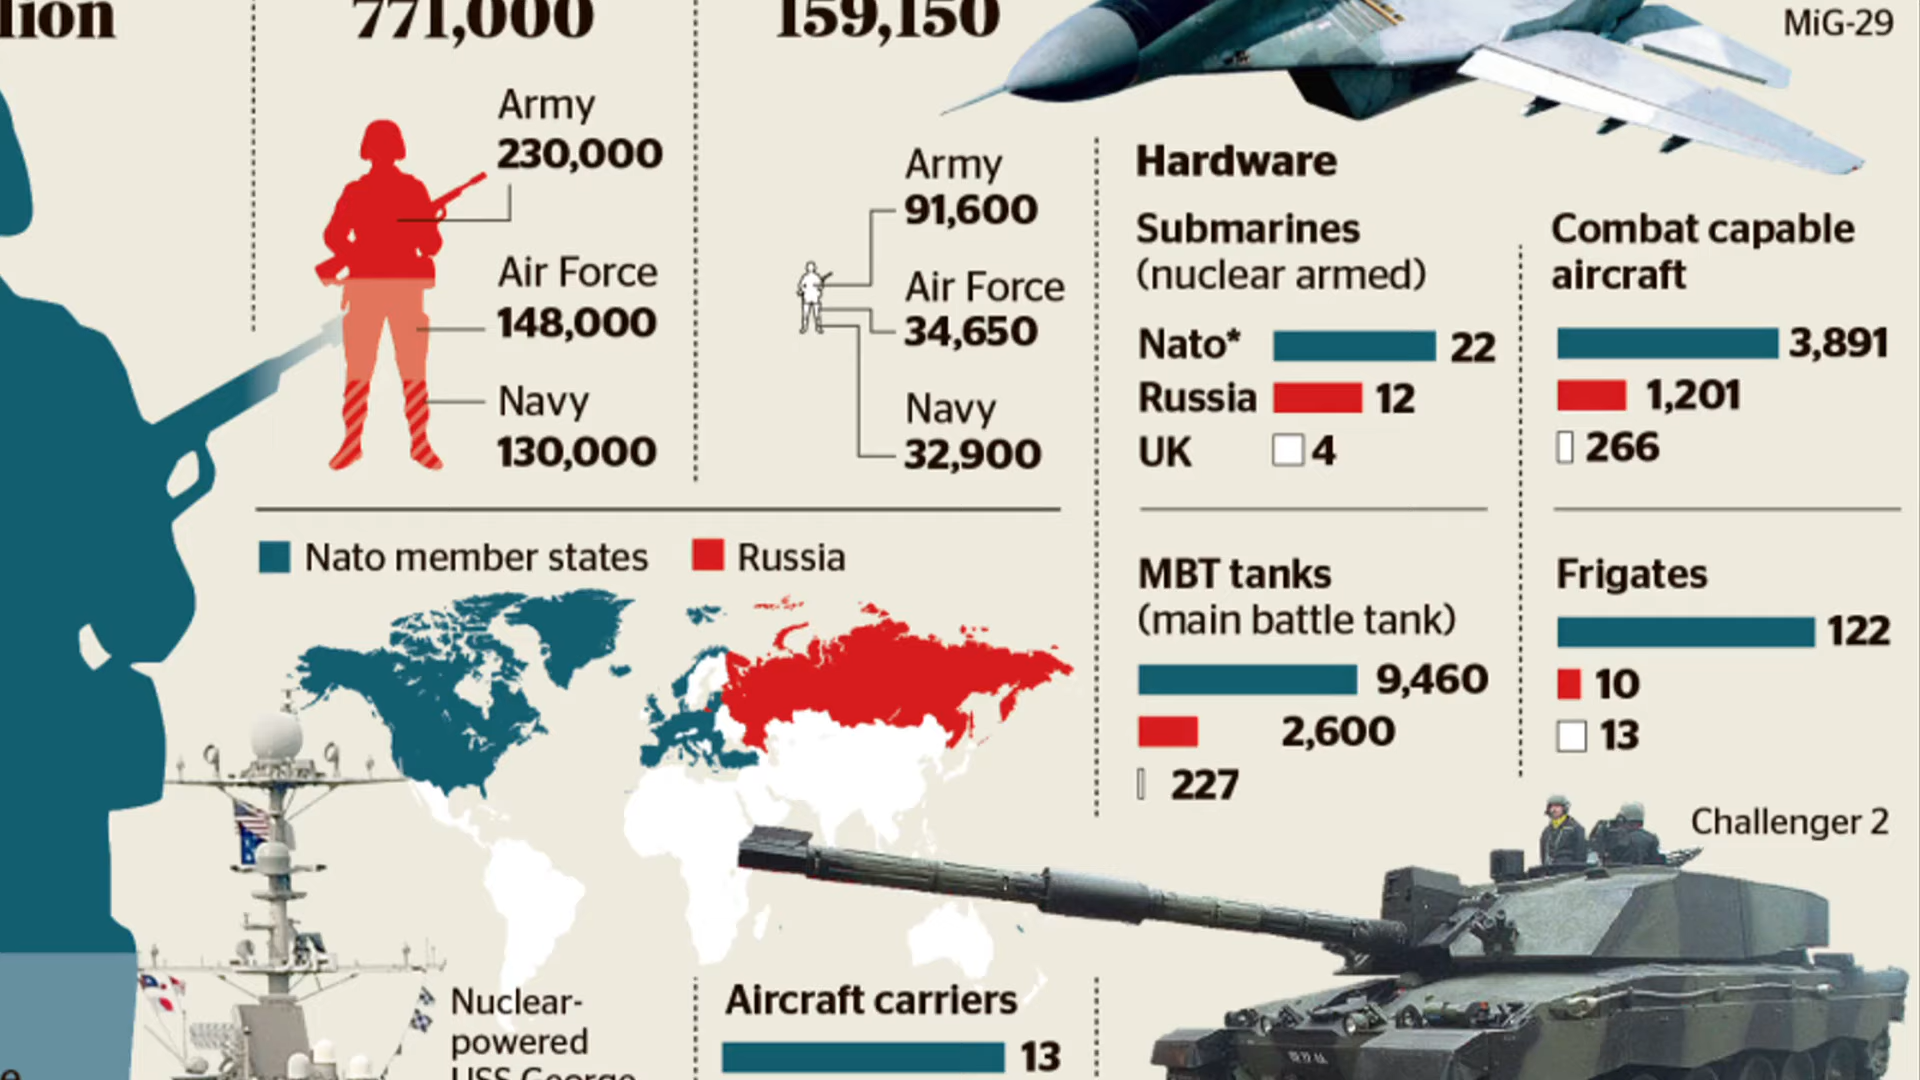 lion
771,000
Army
230,000
Air Force
148,000
Navy
130,000
159,150
Army
91,600
Air Force
34,650
Navy
32,900
MiG-29
Hardware
Submarines
(nuclear armed)
Nato* 22
Russia 12
UK 4
Combat capable
aircraft
3,891
1,201
266
MBT tanks
(main battle tank)
9,460
2,600
227
Frigates
122
10
13
Nato member states
Russia
Challenger 2
Nuclear-
powered
USS George
Aircraft carriers
13
e